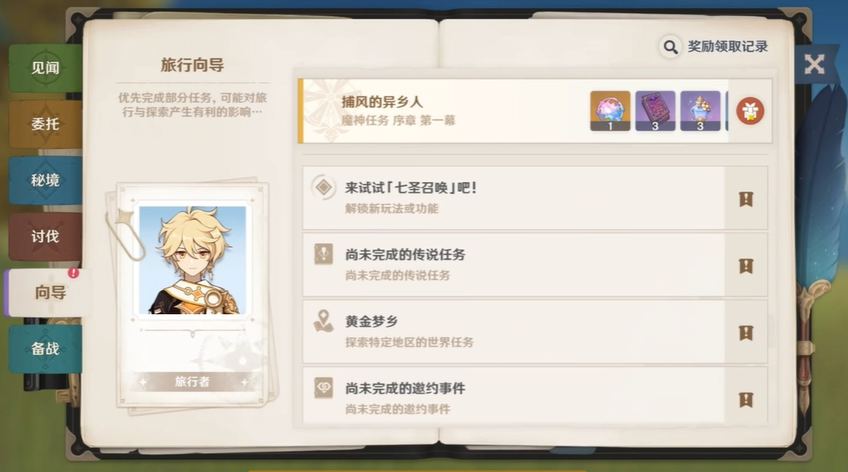 见闻
委托
秘境
讨伐
向导
备战
旅行向导
优先完成部分任务,可能对旅
行与探索产生有利的影响…
旅行者
奖励领取记录
捕风的异乡人
魔神任务 序章 第一幕
1
3
3
来试试「七圣召唤」吧!
解锁新玩法或功能
尚未完成的传说任务
尚未完成的传说任务
黄金梦乡
探索特定地区的世界任务
尚未完成的邀约事件
尚未完成的邀约事件